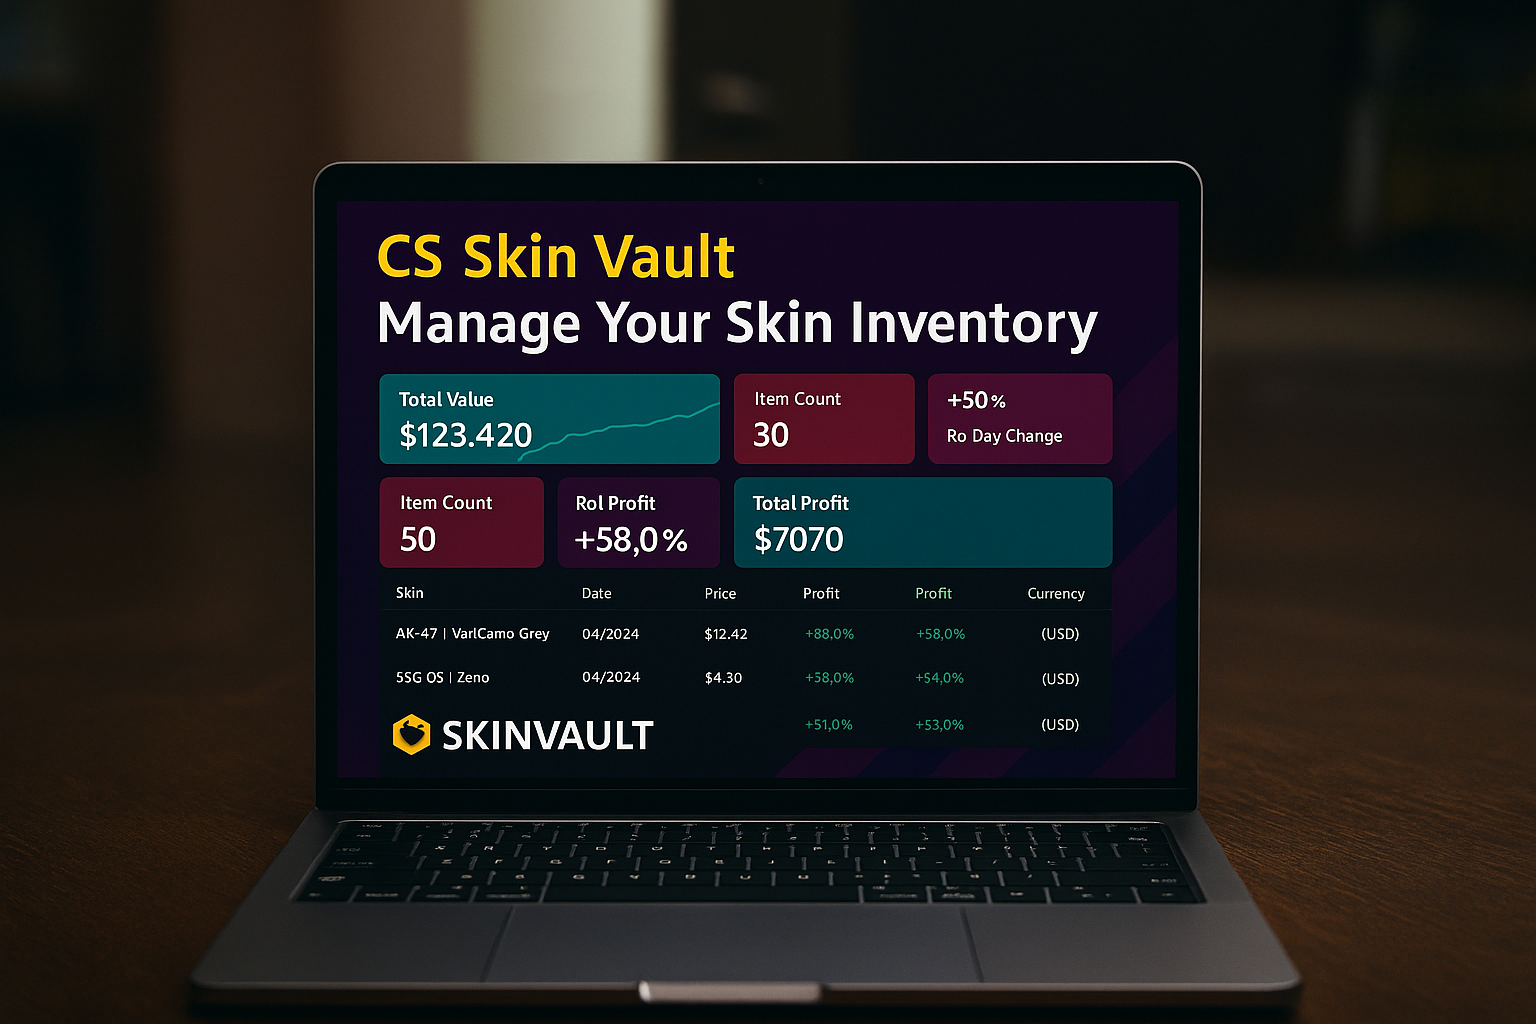 CS Skin Vault
Manage Your Skin Inventory
Total Value
$123.420
Item Count
30
+50%
Ro Day Change
Item Count
50
Rol Profit
+58,0%
Total Profit
$7070
Skin Date Price Profit Profit Currency
AK-47 | VarlCamo Grey 04/2024 $12.42 +88,0% +58,0% (USD)
5SG OS | Zeno 04/2024 $4.30 +58,0% +54,0% (USD)
+51,0% +53,0% (USD)
SKINVAULT